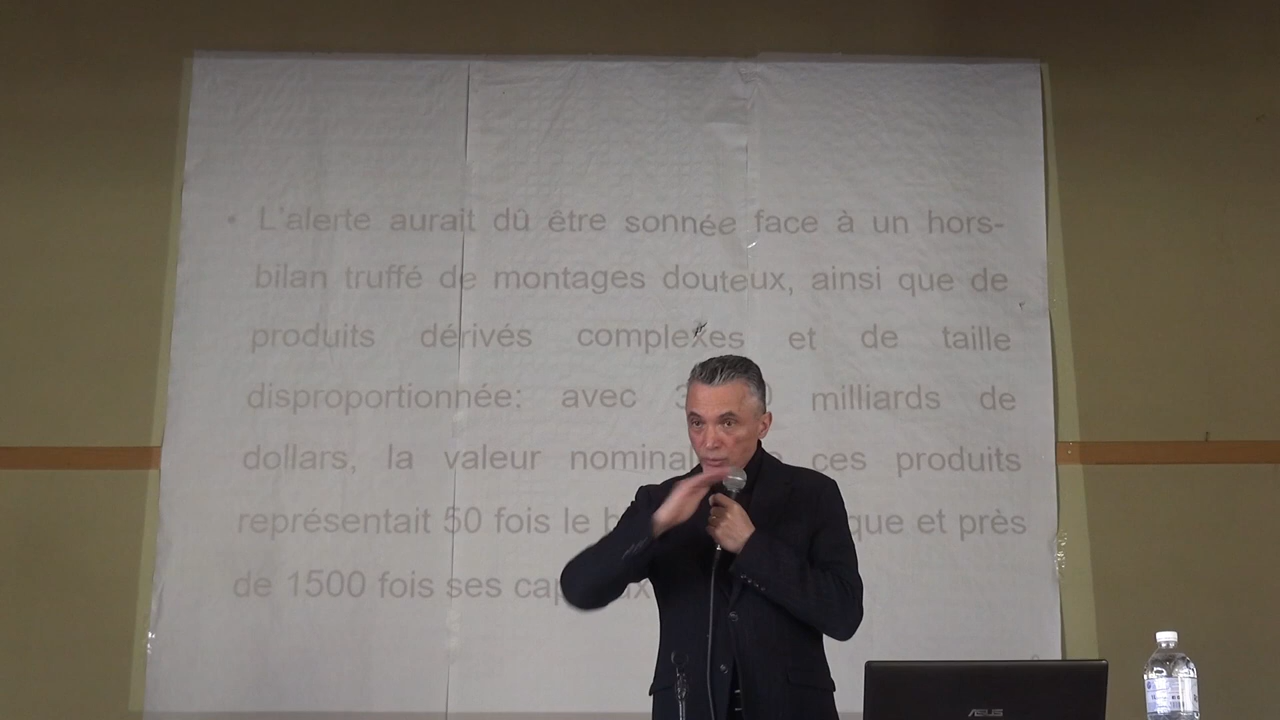 • L'alerte aurait dû être sonnée face à un hors-
bilan truffé de montages douteux, ainsi que de
produits dérivés complexes et de taille
disproportionnée: avec milliards de
dollars, la valeur ces produits
représentait 50 fois le et près
de 1500 fois ses
ASUS